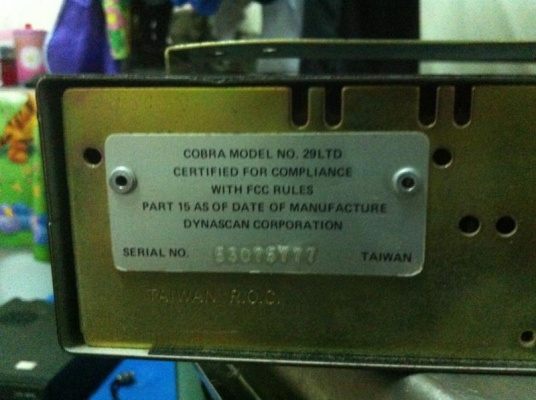 COBRA MODEL NO. 29LTD
CERTIFIED FOR COMPLIANCE
WITH FCC RULES
PART 15 AS OF DATE OF MANUFACTURE
DYNASCAN CORPORATION
SERIAL NO. TAIWAN
TAIWAN R.O.C.